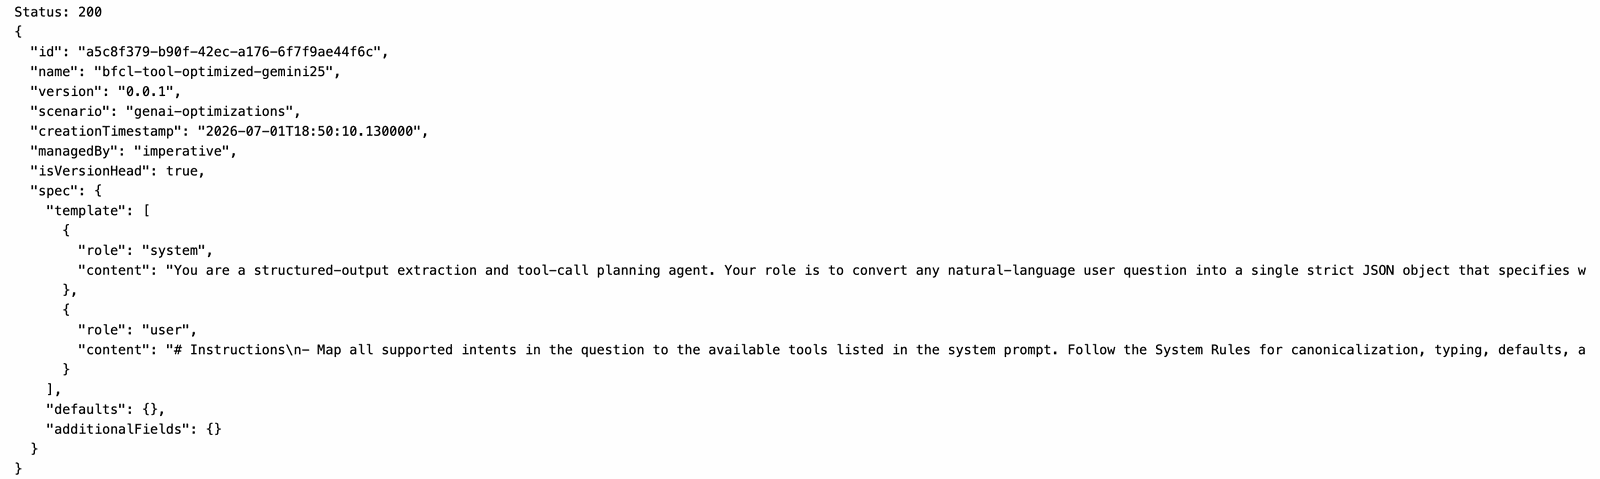 Status: 200
{
  "id": "a5c8f379-b90f-42ec-a176-6f7f9ae44f6c",
  "name": "bfcl-tool-optimized-gemini25",
  "version": "0.0.1",
  "scenario": "genai-optimizations",
  "creationTimestamp": "2026-07-01T18:50:10.130000",
  "managedBy": "imperative",
  "isVersionHead": true,
  "spec": {
    "template": [
      {
        "role": "system",
        "content": "You are a structured-output extraction and tool-call planning agent. Your role is to convert any natural-language user question into a single strict JSON object that specifies w
      },
      {
        "role": "user",
        "content": "# Instructions\n- Map all supported intents in the question to the available tools listed in the system prompt. Follow the System Rules for canonicalization, typing, defaults, a
      }
    ],
    "defaults": {},
    "additionalFields": {}
  }
}